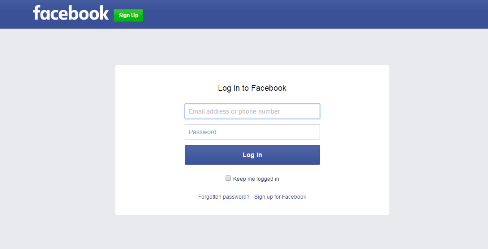 facebook Sign Up
Log in to Facebook
Email address or phone number
Password
Log In
Keep me logged in
Forgotten password? · Sign up for Facebook